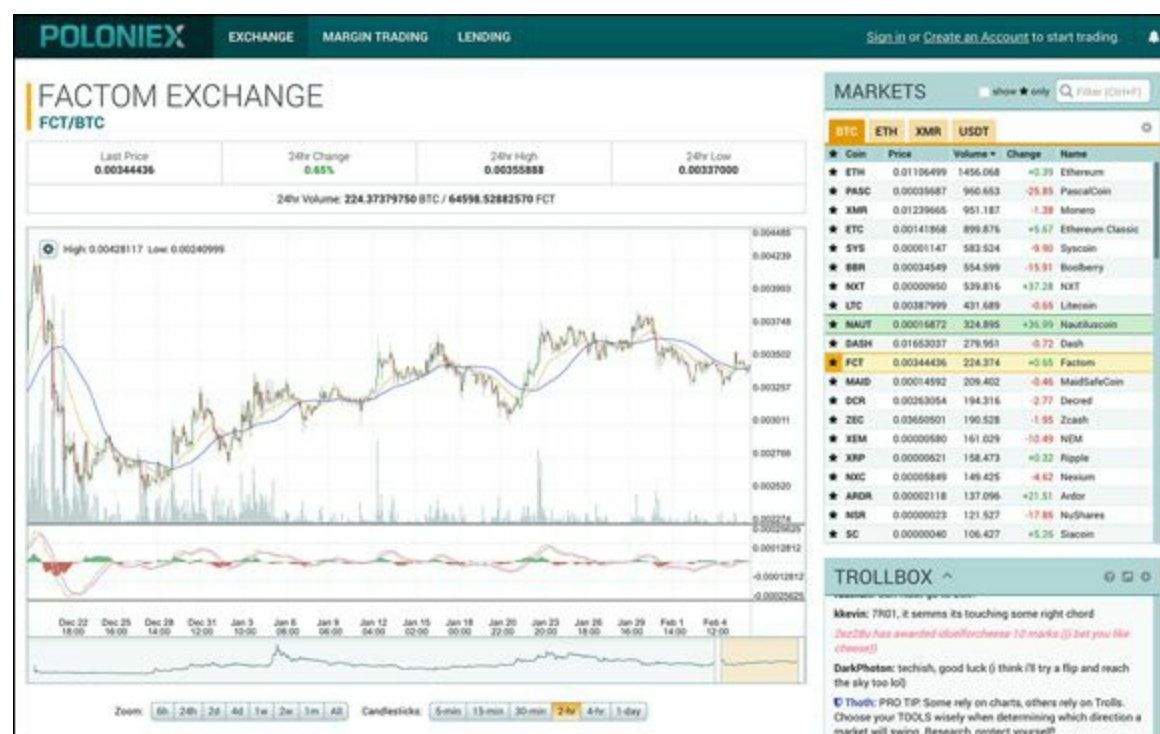 POLONIEX EXCHANGE MARGIN TRADING LENDING Sign in or Create an Account to start trading.
FACTOM EXCHANGE
FCT/BTC
Last Price 24hr Change 24hr High 24hr Low
0.00344436 0.65% 0.00355888 0.00337000
24hr Volume: 224.37379750 BTC / 64598.52882570 FCT
High: 0.00428117 Low: 0.00240999
0.004485
0.004239
0.003993
0.003748
0.003502
0.003257
0.003011
0.002766
0.002520
0.002274
0.00025625
0.00012812
-0.00012812
-0.00025625
Dec 22 Dec 25 Dec 28 Dec 31 Jan 3 Jan 6 Jan 9 Jan 12 Jan 15 Jan 18 Jan 20 Jan 23 Jan 26 Jan 29 Feb 1 Feb 4
18:00 16:00 14:00 12:00 10:00 08:00 06:00 04:00 02:00 00:00 22:00 20:00 18:00 16:00 14:00 12:00
Zoom: 6h 24h 2d 4d 1w 2w 1m All Candlesticks: 5-min 15-min 30-min 2-hr 4-hr 1-day
MARKETS show ★ only Filter (Ctrl+F)
BTC ETH XMR USDT
★ Coin Price Volume Change Name
★ ETH 0.01106499 1456.068 +0.39 Ethereum
★ PASC 0.00035687 960.653 -25.85 PascalCoin
★ XMR 0.01239665 951.187 -1.38 Monero
★ ETC 0.00141868 899.876 +5.67 Ethereum Classic
★ SYS 0.00001147 583.524 -9.90 Syscoin
★ BBR 0.00034549 554.599 -15.91 Boolberry
★ NXT 0.00000950 539.816 +37.28 NXT
★ LTC 0.00387999 431.689 -0.65 Litecoin
★ NAUT 0.00016872 324.895 +36.99 Nautiluscoin
★ DASH 0.01653037 279.951 -0.72 Dash
★ FCT 0.00344436 224.374 +0.65 Factom
★ MAID 0.00014592 209.402 -0.46 MaidSafeCoin
★ DCR 0.00263054 194.316 -2.77 Decred
★ ZEC 0.03650501 190.528 -1.95 Zcash
★ XEM 0.00000580 161.029 -10.49 NEM
★ XRP 0.00000621 158.473 +0.32 Ripple
★ NXC 0.00005849 149.425 -4.62 Nexium
★ ARDR 0.00002118 137.096 +21.51 Ardor
★ NSR 0.00000023 121.527 -17.86 NuShares
★ SC 0.00000040 106.427 +5.26 Siacoin
TROLLBOX
kkevin: 7R01, it semms its touching some right chord
has awarded 10 marks ((i bet you like
cheese))
DarkPhoton: techish, good luck (i think i'll try a flip and reach
the sky too lol)
Thoth: PRO TIP: Some rely on charts, others rely on Trolls.
Choose your TOOLS wisely when determining which direction a
market will swing. Research, protect yourself!